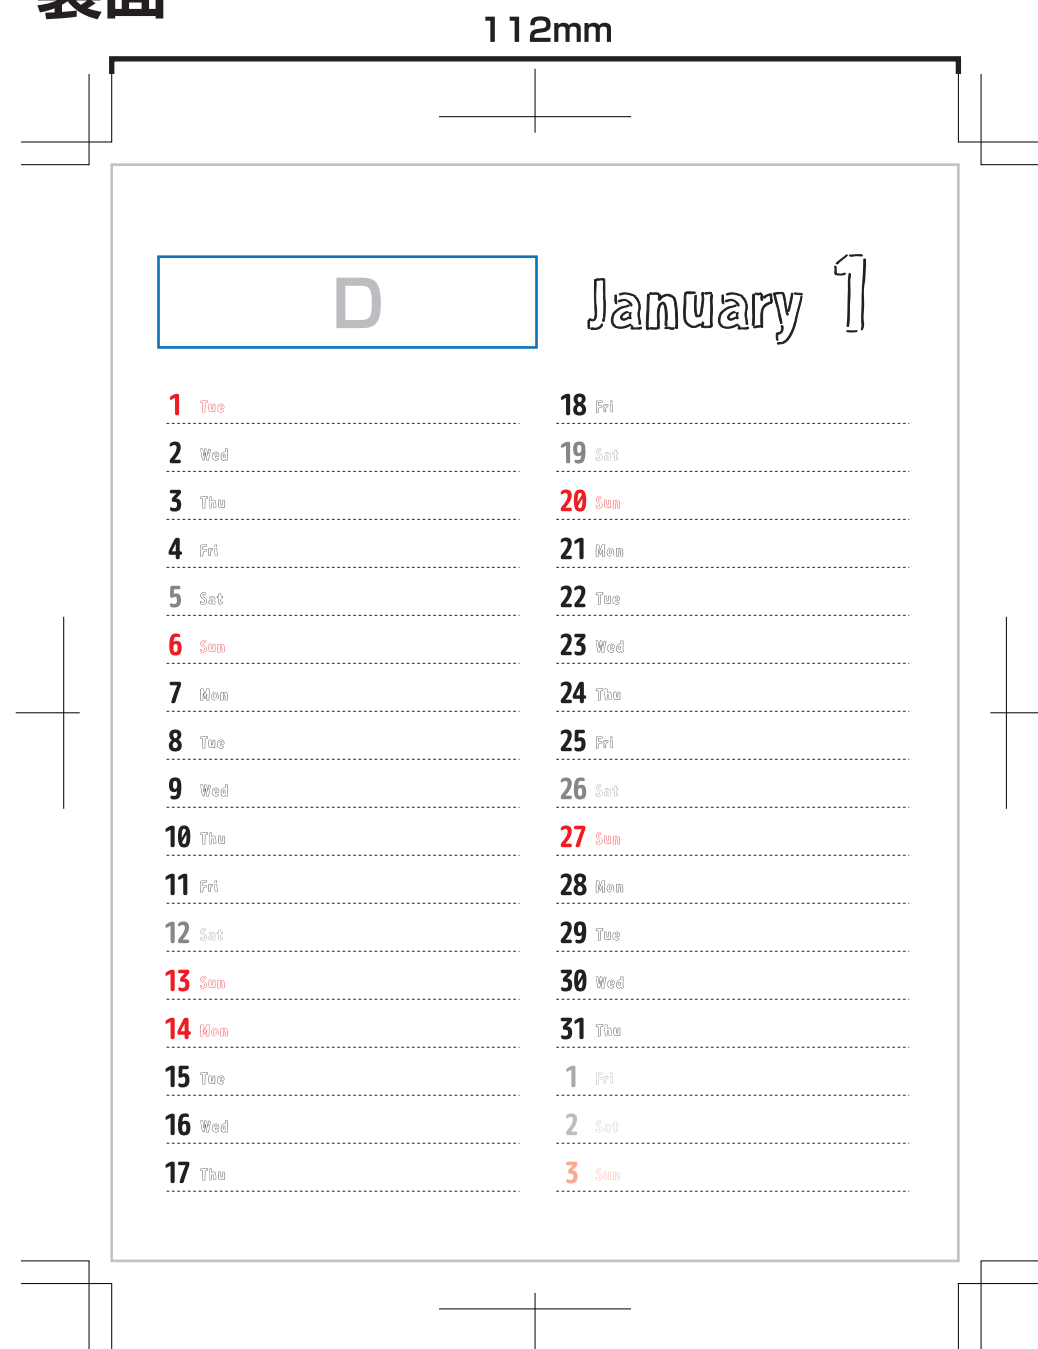 裏面
112mm
D
January 1
1 Tue
2 Wed
3 Thu
4 Fri
5 Sat
6 Sun
7 Mon
8 Tue
9 Wed
10 Thu
11 Fri
12 Sat
13 Sun
14 Mon
15 Tue
16 Wed
17 Thu
18 Fri
19 Sat
20 Sun
21 Mon
22 Tue
23 Wed
24 Thu
25 Fri
26 Sat
27 Sun
28 Mon
29 Tue
30 Wed
31 Thu
1 Fri
2 Sat
3 Sun